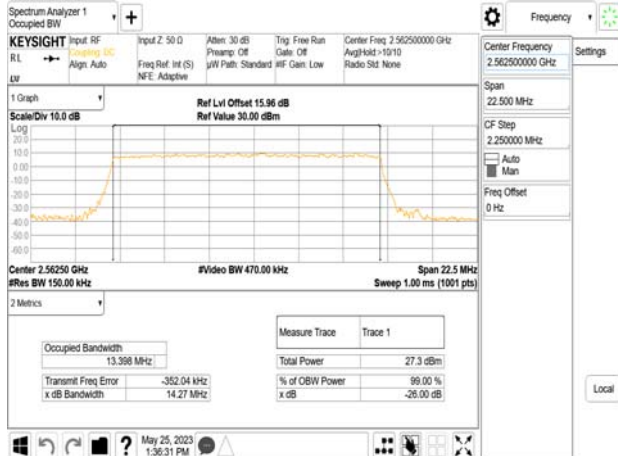 Spectrum Analyzer 1
Occupied BW
Frequency
KEYSIGHT
RL
Input: RF
Coupling: DC
Align: Auto
Input Z: 50 Ω
Freq Ref: Int (S)
NFE: Adaptive
Atten: 30 dB
Preamp: Off
µW Path: Standard
Trig: Free Run
Gate: Off
#IF Gain: Low
Center Freq: 2.562500000 GHz
Avg|Hold:>10/10
Radio Std: None
1 Graph
Scale/Div 10.0 dB
Ref Lvl Offset 15.96 dB
Ref Value 30.00 dBm
Log
20.0
10.0
0.00
-10.0
-20.0
-30.0
-40.0
-50.0
-60.0
Center 2.56250 GHz
#Res BW 150.00 kHz
#Video BW 470.00 kHz
Span 22.5 MHz
Sweep 1.00 ms (1001 pts)
2 Metrics
Occupied Bandwidth
13.398 MHz
Transmit Freq Error
-352.04 kHz
x dB Bandwidth
14.27 MHz
Measure Trace
Trace 1
Total Power
27.3 dBm
% of OBW Power
99.00 %
x dB
-26.00 dB
Center Frequency
2.562500000 GHz
Span
22.500 MHz
CF Step
2.250000 MHz
Auto
Man
Freq Offset
0 Hz
Settings
Local
?
May 25, 2023
1:36:31 PM